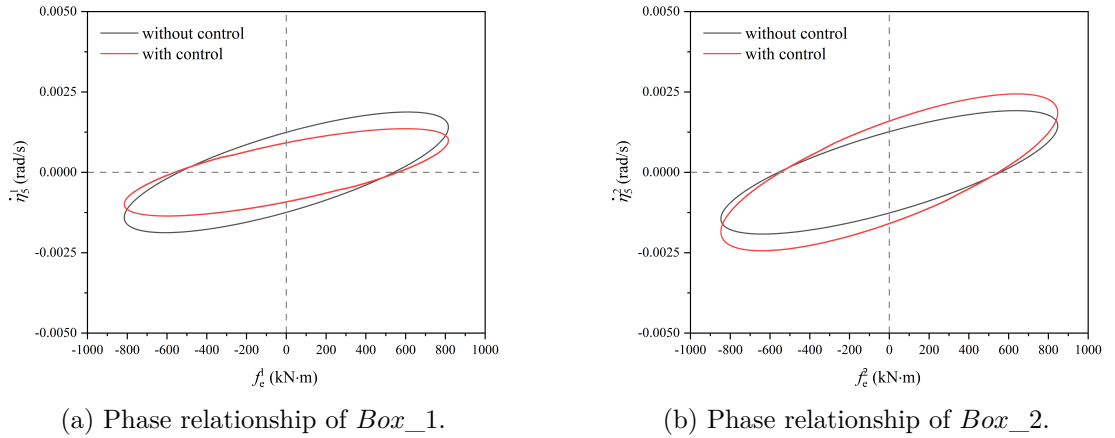 0.0050
without control
with control
0.0025
0.0000
-0.0025
-0.0050
η̇₅¹ (rad/s)
-1000 -800 -600 -400 -200 0 200 400 600 800 1000
fₑ¹ (kN·m)
(a) Phase relationship of Box_1.
0.0050
without control
with control
0.0025
0.0000
-0.0025
-0.0050
η̇₅² (rad/s)
-1000 -800 -600 -400 -200 0 200 400 600 800 1000
fₑ² (kN·m)
(b) Phase relationship of Box_2.